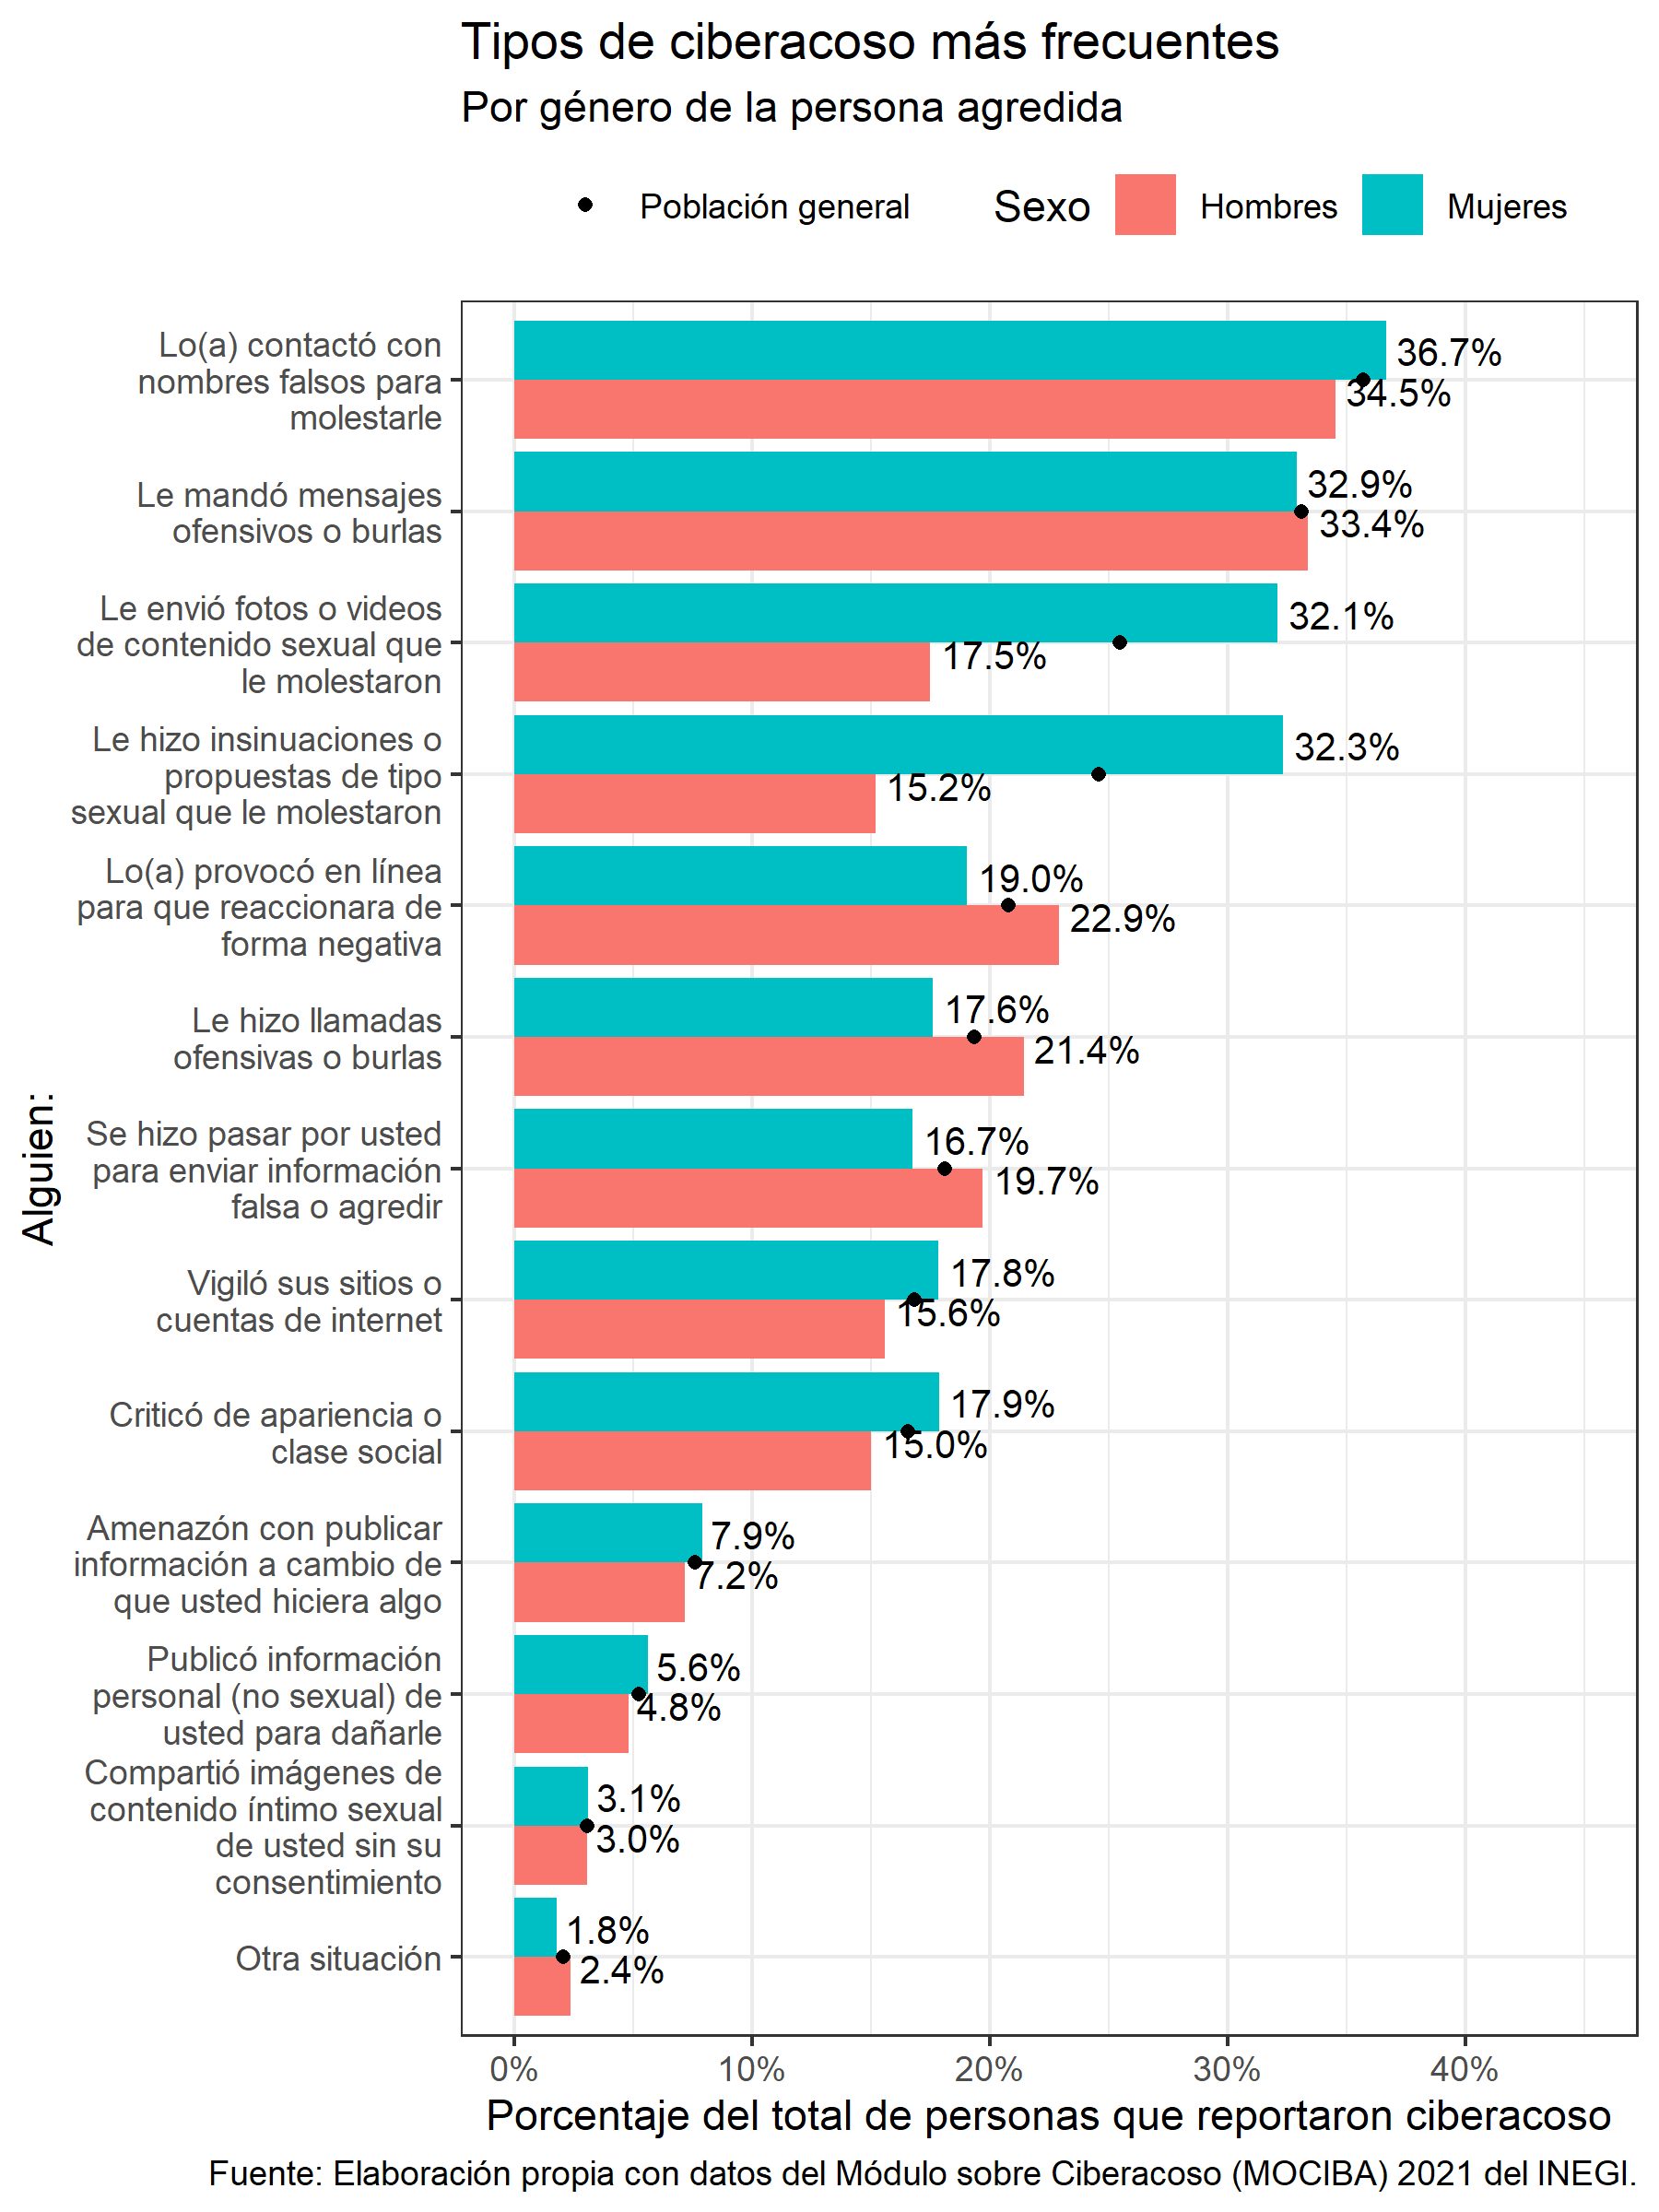 Tipos de ciberacoso más frecuentes
Por género de la persona agredida
Población general
Sexo
Hombres
Mujeres
Alguien:
Lo(a) contactó con
nombres falsos para
molestarle
36.7%
34.5%
Le mandó mensajes
ofensivos o burlas
32.9%
33.4%
Le envió fotos o videos
de contenido sexual que
le molestaron
32.1%
17.5%
Le hizo insinuaciones o
propuestas de tipo
sexual que le molestaron
32.3%
15.2%
Lo(a) provocó en línea
para que reaccionara de
forma negativa
19.0%
22.9%
Le hizo llamadas
ofensivas o burlas
17.6%
21.4%
Se hizo pasar por usted
para enviar información
falsa o agredir
16.7%
19.7%
Vigiló sus sitios o
cuentas de internet
17.8%
15.6%
Criticó de apariencia o
clase social
17.9%
15.0%
Amenazón con publicar
información a cambio de
que usted hiciera algo
7.9%
7.2%
Publicó información
personal (no sexual) de
usted para dañarle
5.6%
4.8%
Compartió imágenes de
contenido íntimo sexual
de usted sin su
consentimiento
3.1%
3.0%
Otra situación
1.8%
2.4%
0%
10%
20%
30%
40%
Porcentaje del total de personas que reportaron ciberacoso
Fuente: Elaboración propia con datos del Módulo sobre Ciberacoso (MOCIBA) 2021 del INEGI.